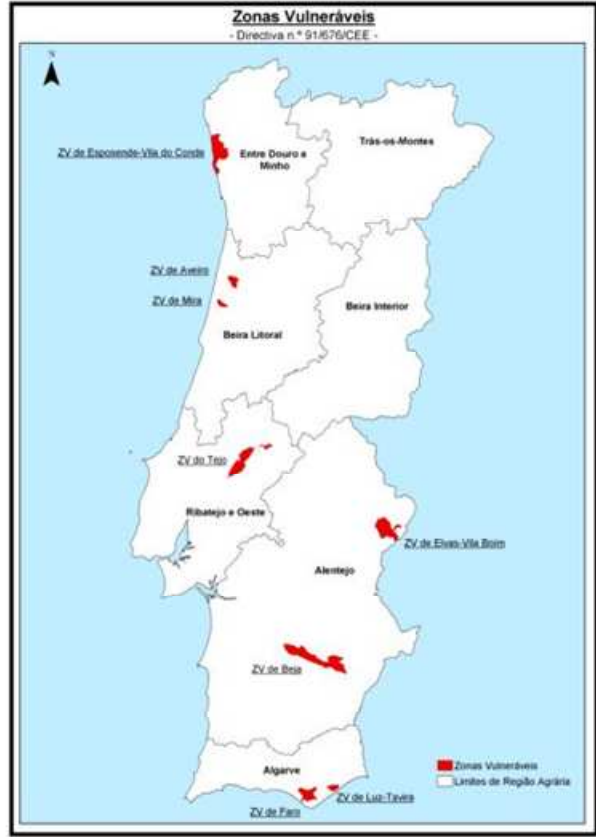 Zonas Vulneráveis
- Directiva n.º 91/676/CEE -
N
ZV de Esposende-Vila do Conde
Entre Douro e
Minho
Trás-os-Montes
ZV de Aveiro
ZV de Mira
Beira Litoral
Beira Interior
ZV do Tejo
Ribatejo e Oeste
ZV de Elvas-Vila Boim
Alentejo
ZV de Beja
Algarve
ZV de Luz-Tavira
ZV de Faro
Zonas Vulneráveis
Limites de Região Agrária